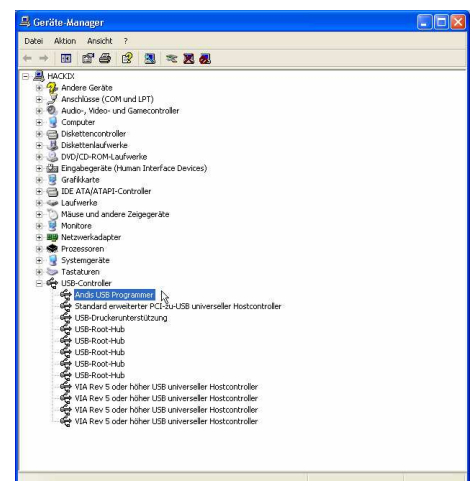 Geräte-Manager
Datei Aktion Ansicht ?
HACKIX
Andere Geräte
Anschlüsse (COM und LPT)
Audio-, Video- und Gamecontroller
Computer
Diskettencontroller
Diskettenlaufwerke
DVD/CD-ROM-Laufwerke
Eingabegeräte (Human Interface Devices)
Grafikkarte
IDE ATA/ATAPI-Controller
Laufwerke
Mäuse und andere Zeigegeräte
Monitore
Netzwerkadapter
Prozessoren
Systemgeräte
Tastaturen
USB-Controller
Andis USB Programmer
Standard erweiterter PCI-zu-USB universeller Hostcontroller
USB-Druckerunterstützung
USB-Root-Hub
USB-Root-Hub
USB-Root-Hub
USB-Root-Hub
USB-Root-Hub
VIA Rev 5 oder höher USB universeller Hostcontroller
VIA Rev 5 oder höher USB universeller Hostcontroller
VIA Rev 5 oder höher USB universeller Hostcontroller
VIA Rev 5 oder höher USB universeller Hostcontroller